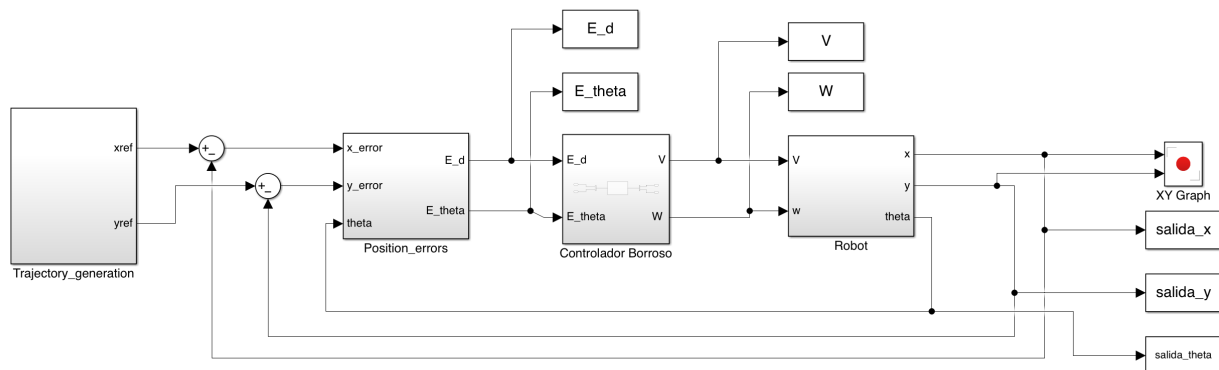 E_d
V
E_theta
W
xref
yref
Trajectory_generation
+
−
+
−
x_error
y_error
theta
E_d
E_theta
Position_errors
E_d
E_theta
V
W
Controlador Borroso
V
w
x
y
theta
Robot
XY Graph
salida_x
salida_y
salida_theta